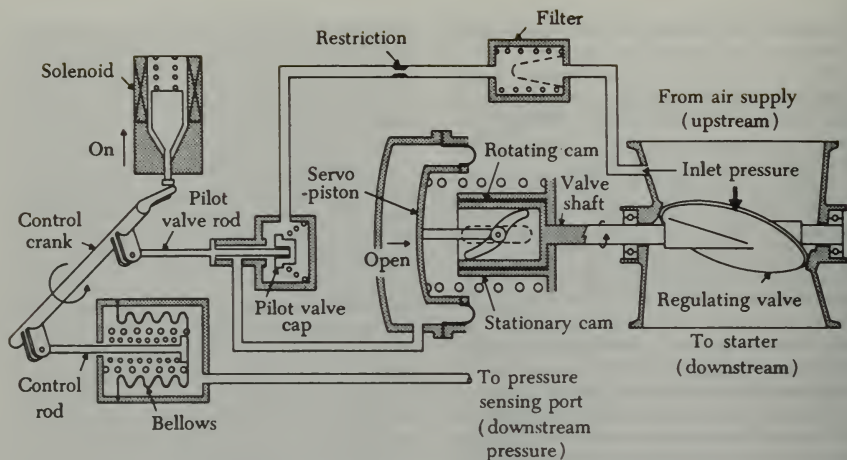 Filter
Restriction
Solenoid
From air supply
(upstream)
On
Rotating cam
Inlet pressure
Servo
-piston
Valve
shaft
Pilot
valve rod
Control
crank
Open
Pilot valve
cap
Regulating valve
Stationary cam
To starter
(downstream)
Control
rod
Bellows
To pressure
sensing port
(downstream
pressure)